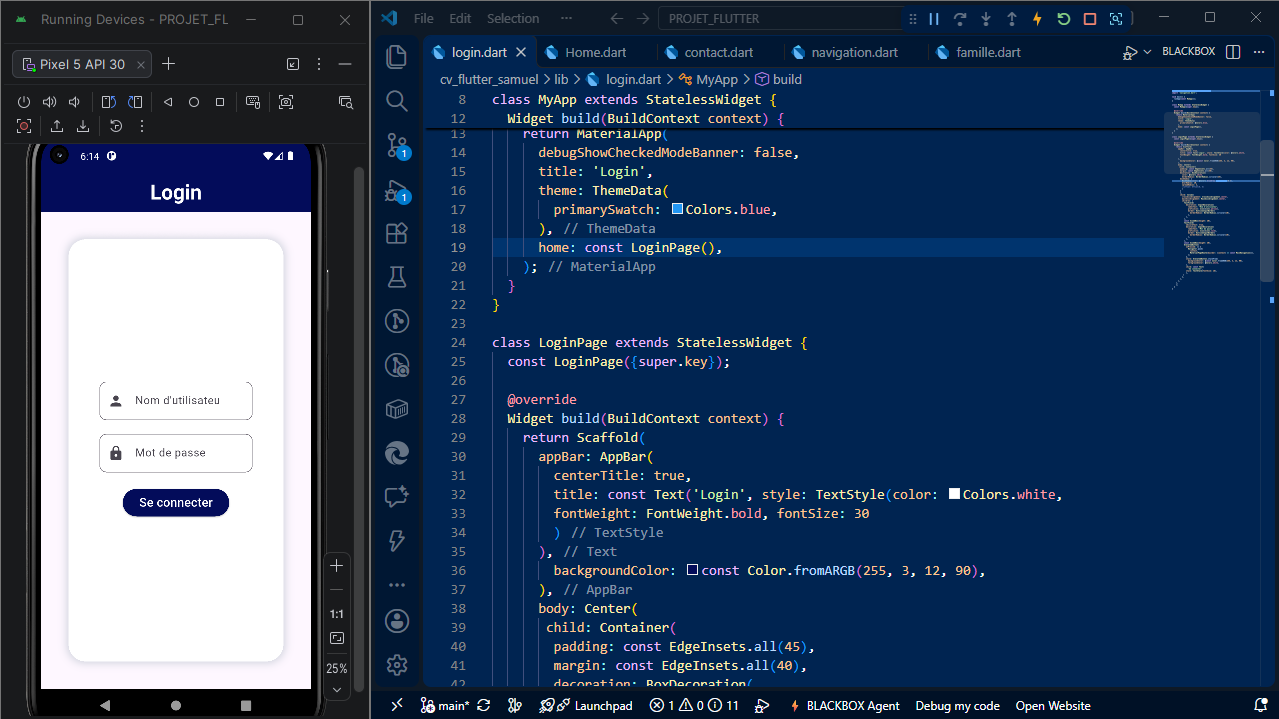 Running Devices - PROJET_FL
Pixel 5 API 30
6:14
Login
Nom d'utilisateu
Mot de passe
Se connecter
1:1
25%
File Edit Selection ··· PROJET_FLUTTER
login.dart Home.dart contact.dart navigation.dart famille.dart BLACKBOX
cv_flutter_samuel > lib > login.dart > MyApp > build
1
1
8 class MyApp extends StatelessWidget {
12 Widget build(BuildContext context) {
13 return MaterialApp(
14 debugShowCheckedModeBanner: false,
15 title: 'Login',
16 theme: ThemeData(
17 primarySwatch: Colors.blue,
18 ), // ThemeData
19 home: const LoginPage(),
20 ); // MaterialApp
21 }
22 }
23
24 class LoginPage extends StatelessWidget {
25 const LoginPage({super.key});
26
27 @override
28 Widget build(BuildContext context) {
29 return Scaffold(
30 appBar: AppBar(
31 centerTitle: true,
32 title: const Text('Login', style: TextStyle(color: Colors.white,
33 fontWeight: FontWeight.bold, fontSize: 30
34 ) // TextStyle
35 ), // Text
36 backgroundColor: const Color.fromARGB(255, 3, 12, 90),
37 ), // AppBar
38 body: Center(
39 child: Container(
40 padding: const EdgeInsets.all(45),
41 margin: const EdgeInsets.all(40),
42 decoration: BoxDecoration(
main* Launchpad 1 0 11 BLACKBOX Agent Debug my code Open Website